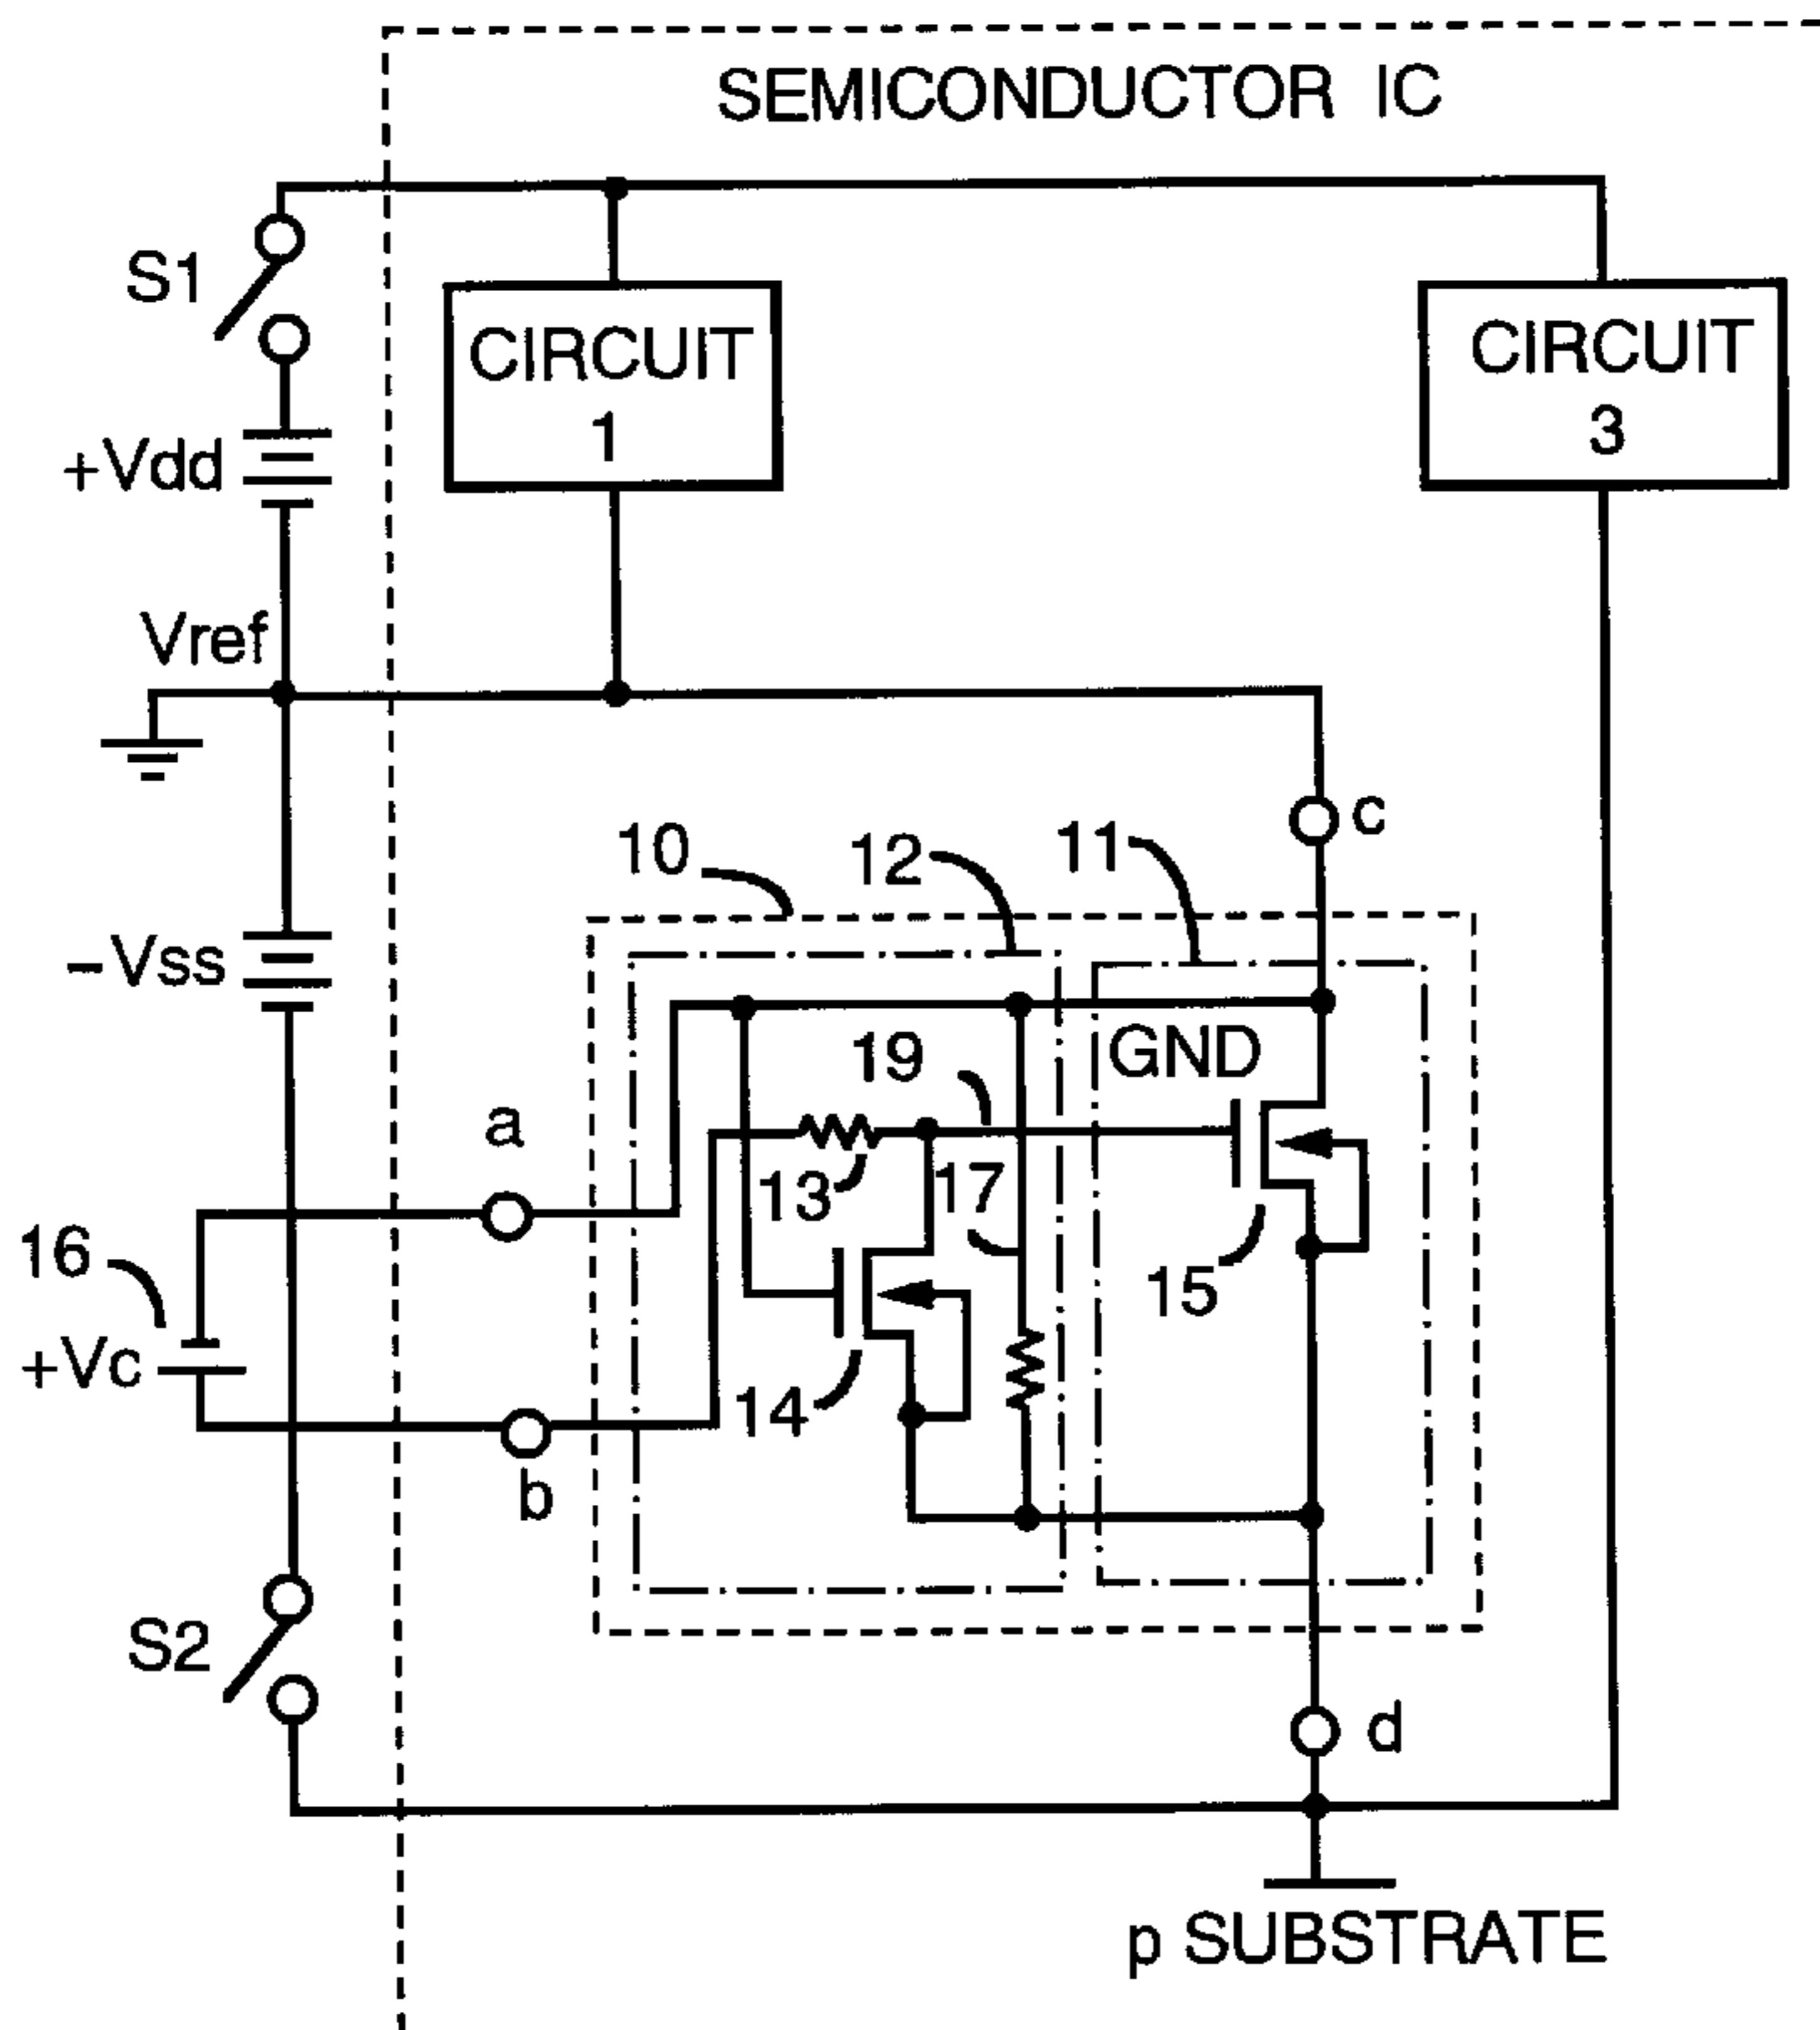 SEMICONDUCTOR IC
S1
CIRCUIT
1
CIRCUIT
3
+Vdd
Vref
c
10
12
11
-Vss
GND
19
a
13
17
16
15
+Vc
14
b
S2
d
p SUBSTRATE